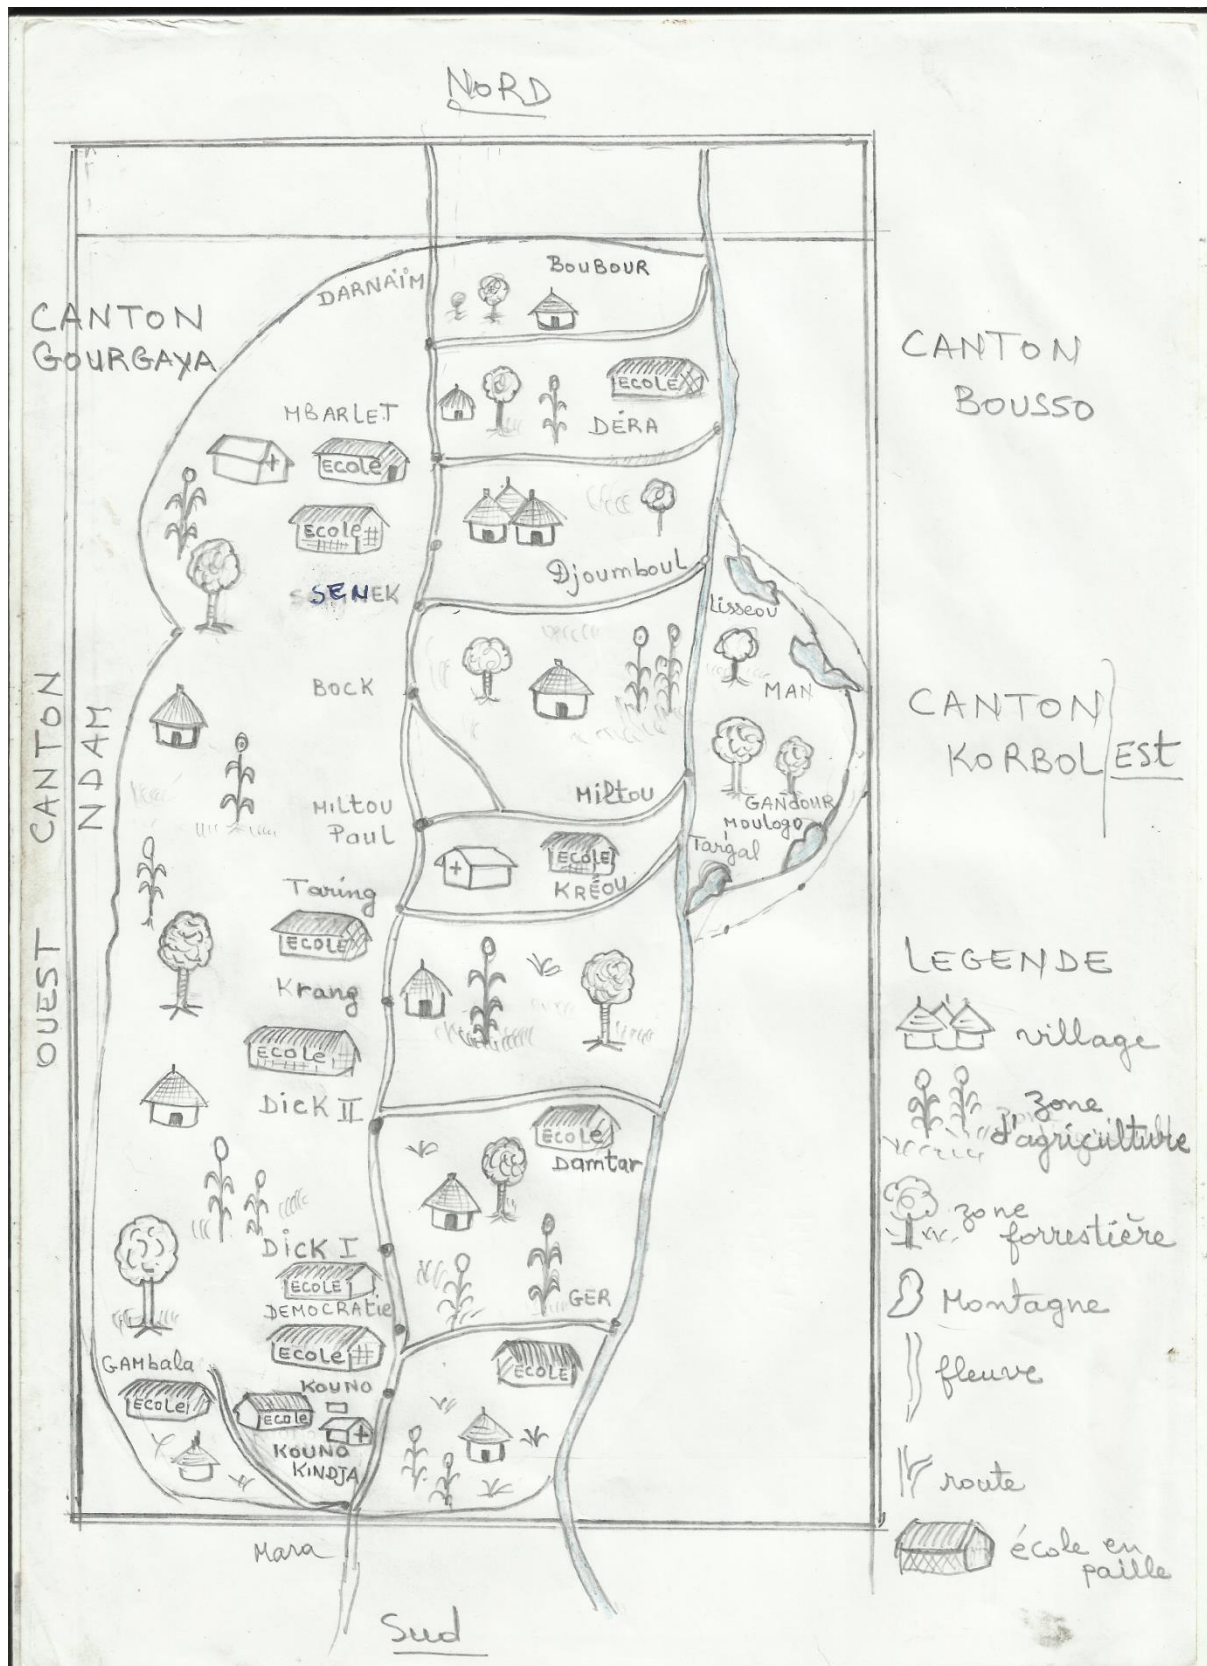 NORD
BOUBOUR
DARNAÏM
CANTON
GOURGAYA
CANTON
BOUSSO
ECOLE
DÉRA
MBARLET
ECOLE
ECOLE
SENEK
Djoumboul
Lisseou
MAN
BOCK
CANTON
KORBOL EST
OUEST CANTON
NDAM
MILTOU
PAUL
Miltou
GANDOUR
MOULOGO
Targal
ECOLE
KRÉOU
Taring
ECOLE
Krang
ECOLE
DICK II
ECOLE
Damtar
DICK I
ECOLE
DEMOCRATIE
ECOLE
GER
ECOLE
GAMBALA
ECOLE
KOUNO
ECOLE
KOUNO
KINDJA
Mara
Sud
LEGENDE
village
zone
d'agriculture
zone
forrestière
Montagne
fleuve
route
école en
paille